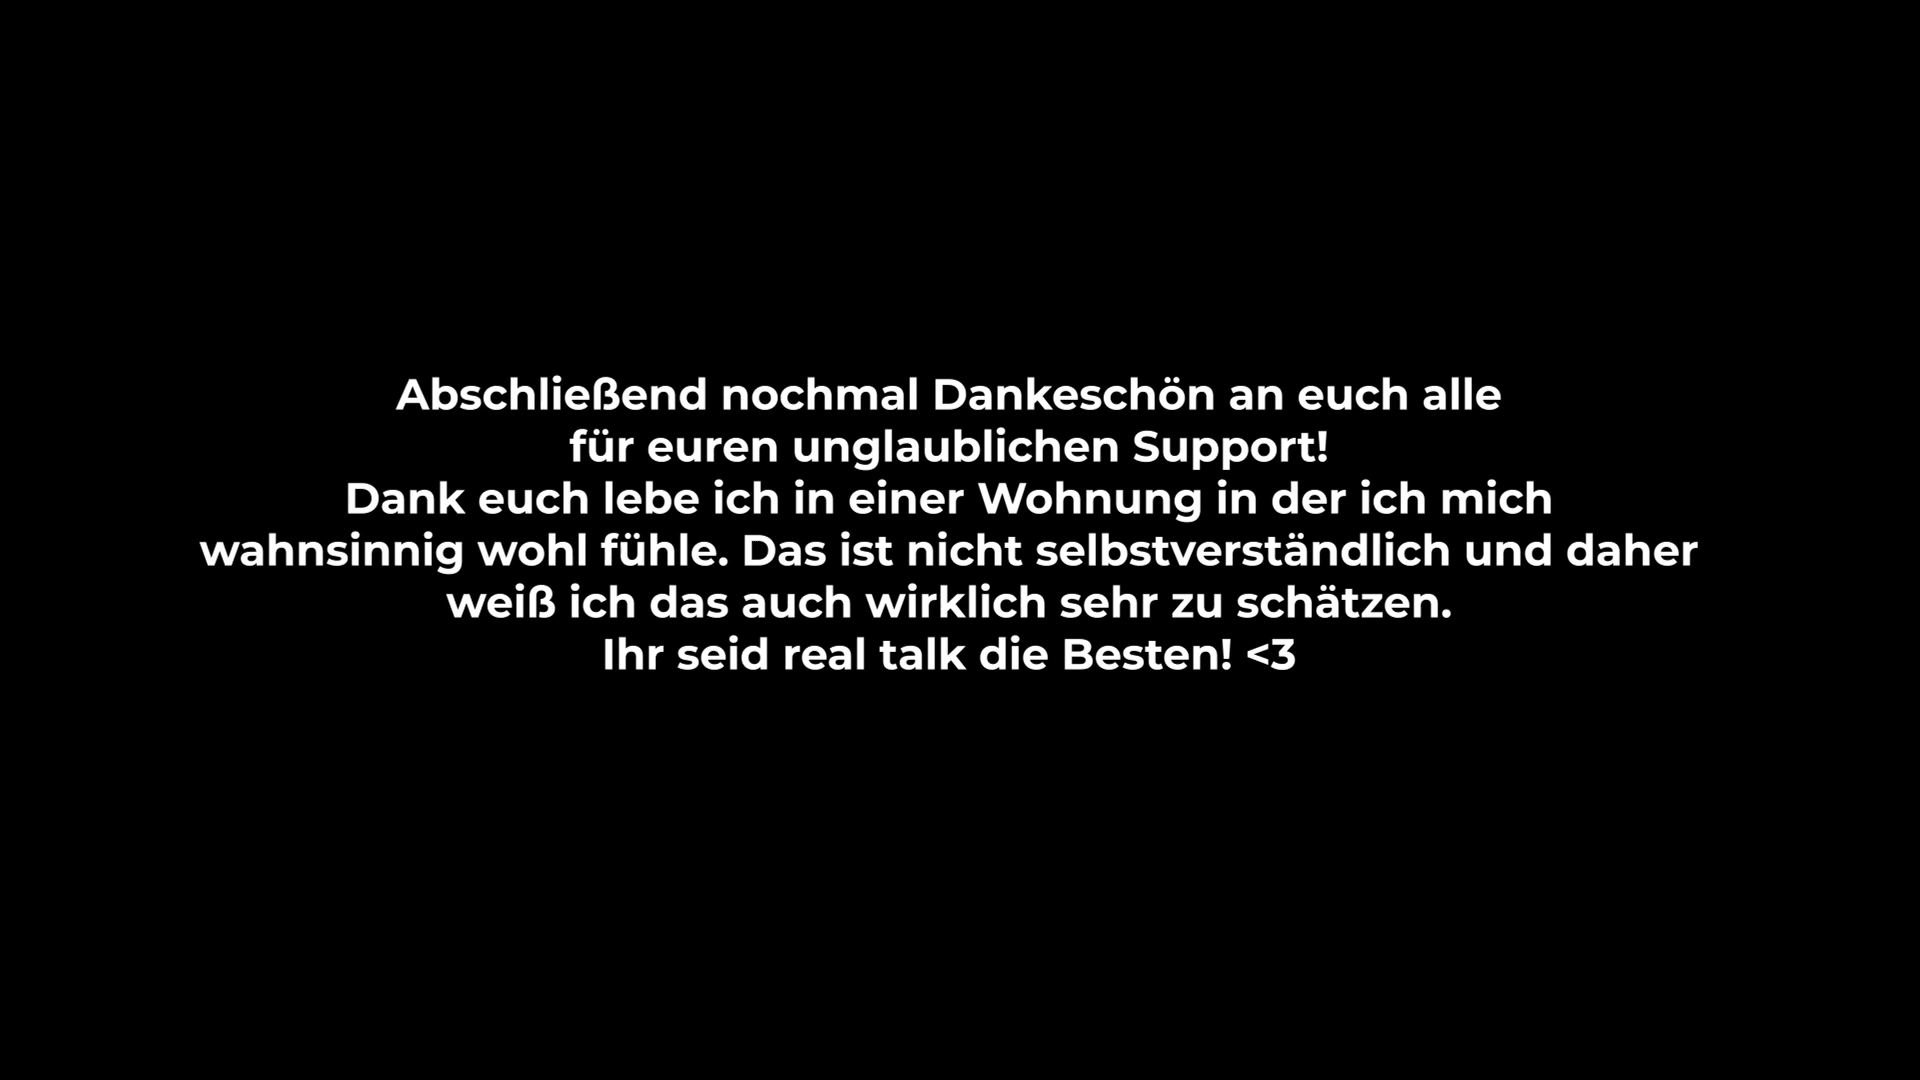 Abschließend nochmal Dankeschön an euch alle
für euren unglaublichen Support!
Dank euch lebe ich in einer Wohnung in der ich mich
wahnsinnig wohl fühle. Das ist nicht selbstverständlich und daher
weiß ich das auch wirklich sehr zu schätzen.
Ihr seid real talk die Besten! <3